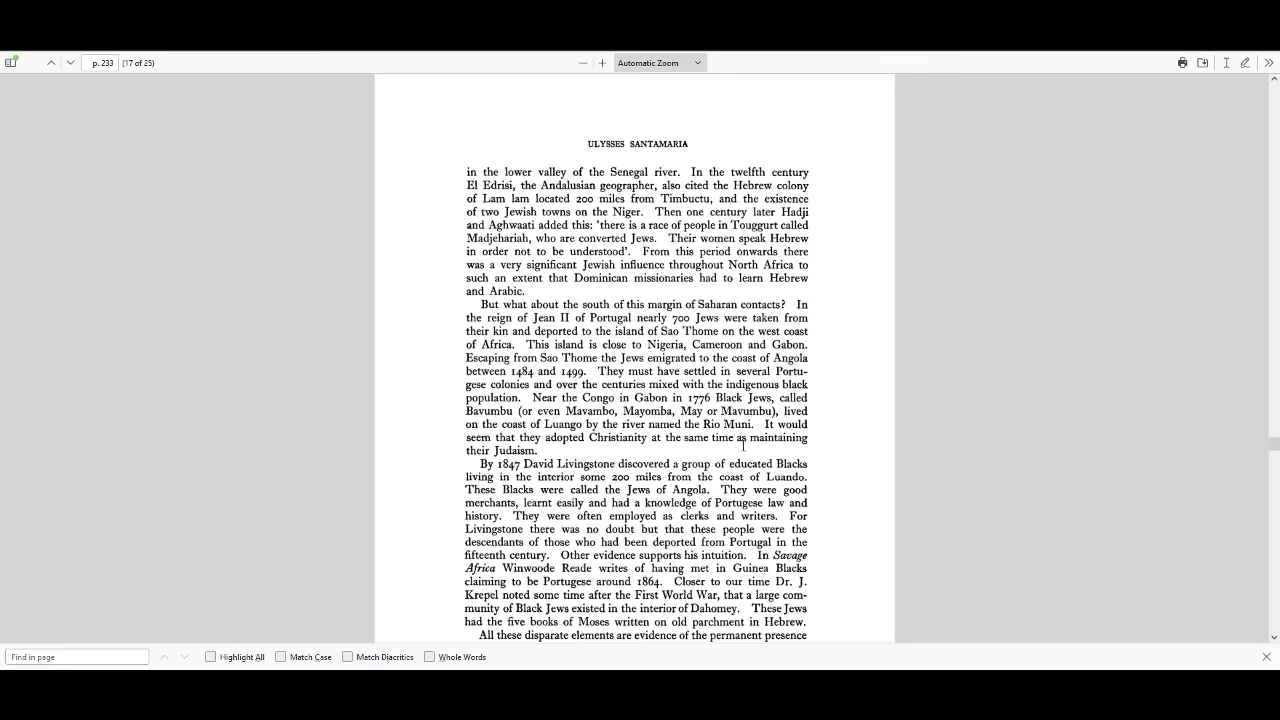 p. 233
(17 of 25)
Automatic Zoom
ULYSSES SANTAMARIA
in the lower valley of the Senegal river. In the twelfth century
El Edrisi, the Andalusian geographer, also cited the Hebrew colony
of Lam lam located 200 miles from Timbuctu, and the existence
of two Jewish towns on the Niger. Then one century later Hadji
and Aghwaati added this: 'there is a race of people in Touggurt called
Madjehariah, who are converted Jews. Their women speak Hebrew
in order not to be understood'. From this period onwards there
was a very significant Jewish influence throughout North Africa to
such an extent that Dominican missionaries had to learn Hebrew
and Arabic.
But what about the south of this margin of Saharan contacts? In
the reign of Jean II of Portugal nearly 700 Jews were taken from
their kin and deported to the island of Sao Thome on the west coast
of Africa. This island is close to Nigeria, Cameroon and Gabon.
Escaping from Sao Thome the Jews emigrated to the coast of Angola
between 1484 and 1499. They must have settled in several Portu-
gese colonies and over the centuries mixed with the indigenous black
population. Near the Congo in Gabon in 1776 Black Jews, called
Bavumbu (or even Mavambo, Mayomba, May or Mavumbu), lived
on the coast of Luango by the river named the Rio Muni. It would
seem that they adopted Christianity at the same time as maintaining
their Judaism.
By 1847 David Livingstone discovered a group of educated Blacks
living in the interior some 200 miles from the coast of Luando.
These Blacks were called the Jews of Angola. They were good
merchants, learnt easily and had a knowledge of Portugese law and
history. They were often employed as clerks and writers. For
Livingstone there was no doubt but that these people were the
descendants of those who had been deported from Portugal in the
fifteenth century. Other evidence supports his intuition. In Savage
Africa Winwoode Reade writes of having met in Guinea Blacks
claiming to be Portugese around 1864. Closer to our time Dr. J.
Krepel noted some time after the First World War, that a large com-
munity of Black Jews existed in the interior of Dahomey. These Jews
had the five books of Moses written on old parchment in Hebrew.
All these disparate elements are evidence of the permanent presence
Find in page
Highlight All
Match Case
Match Diacritics
Whole Words